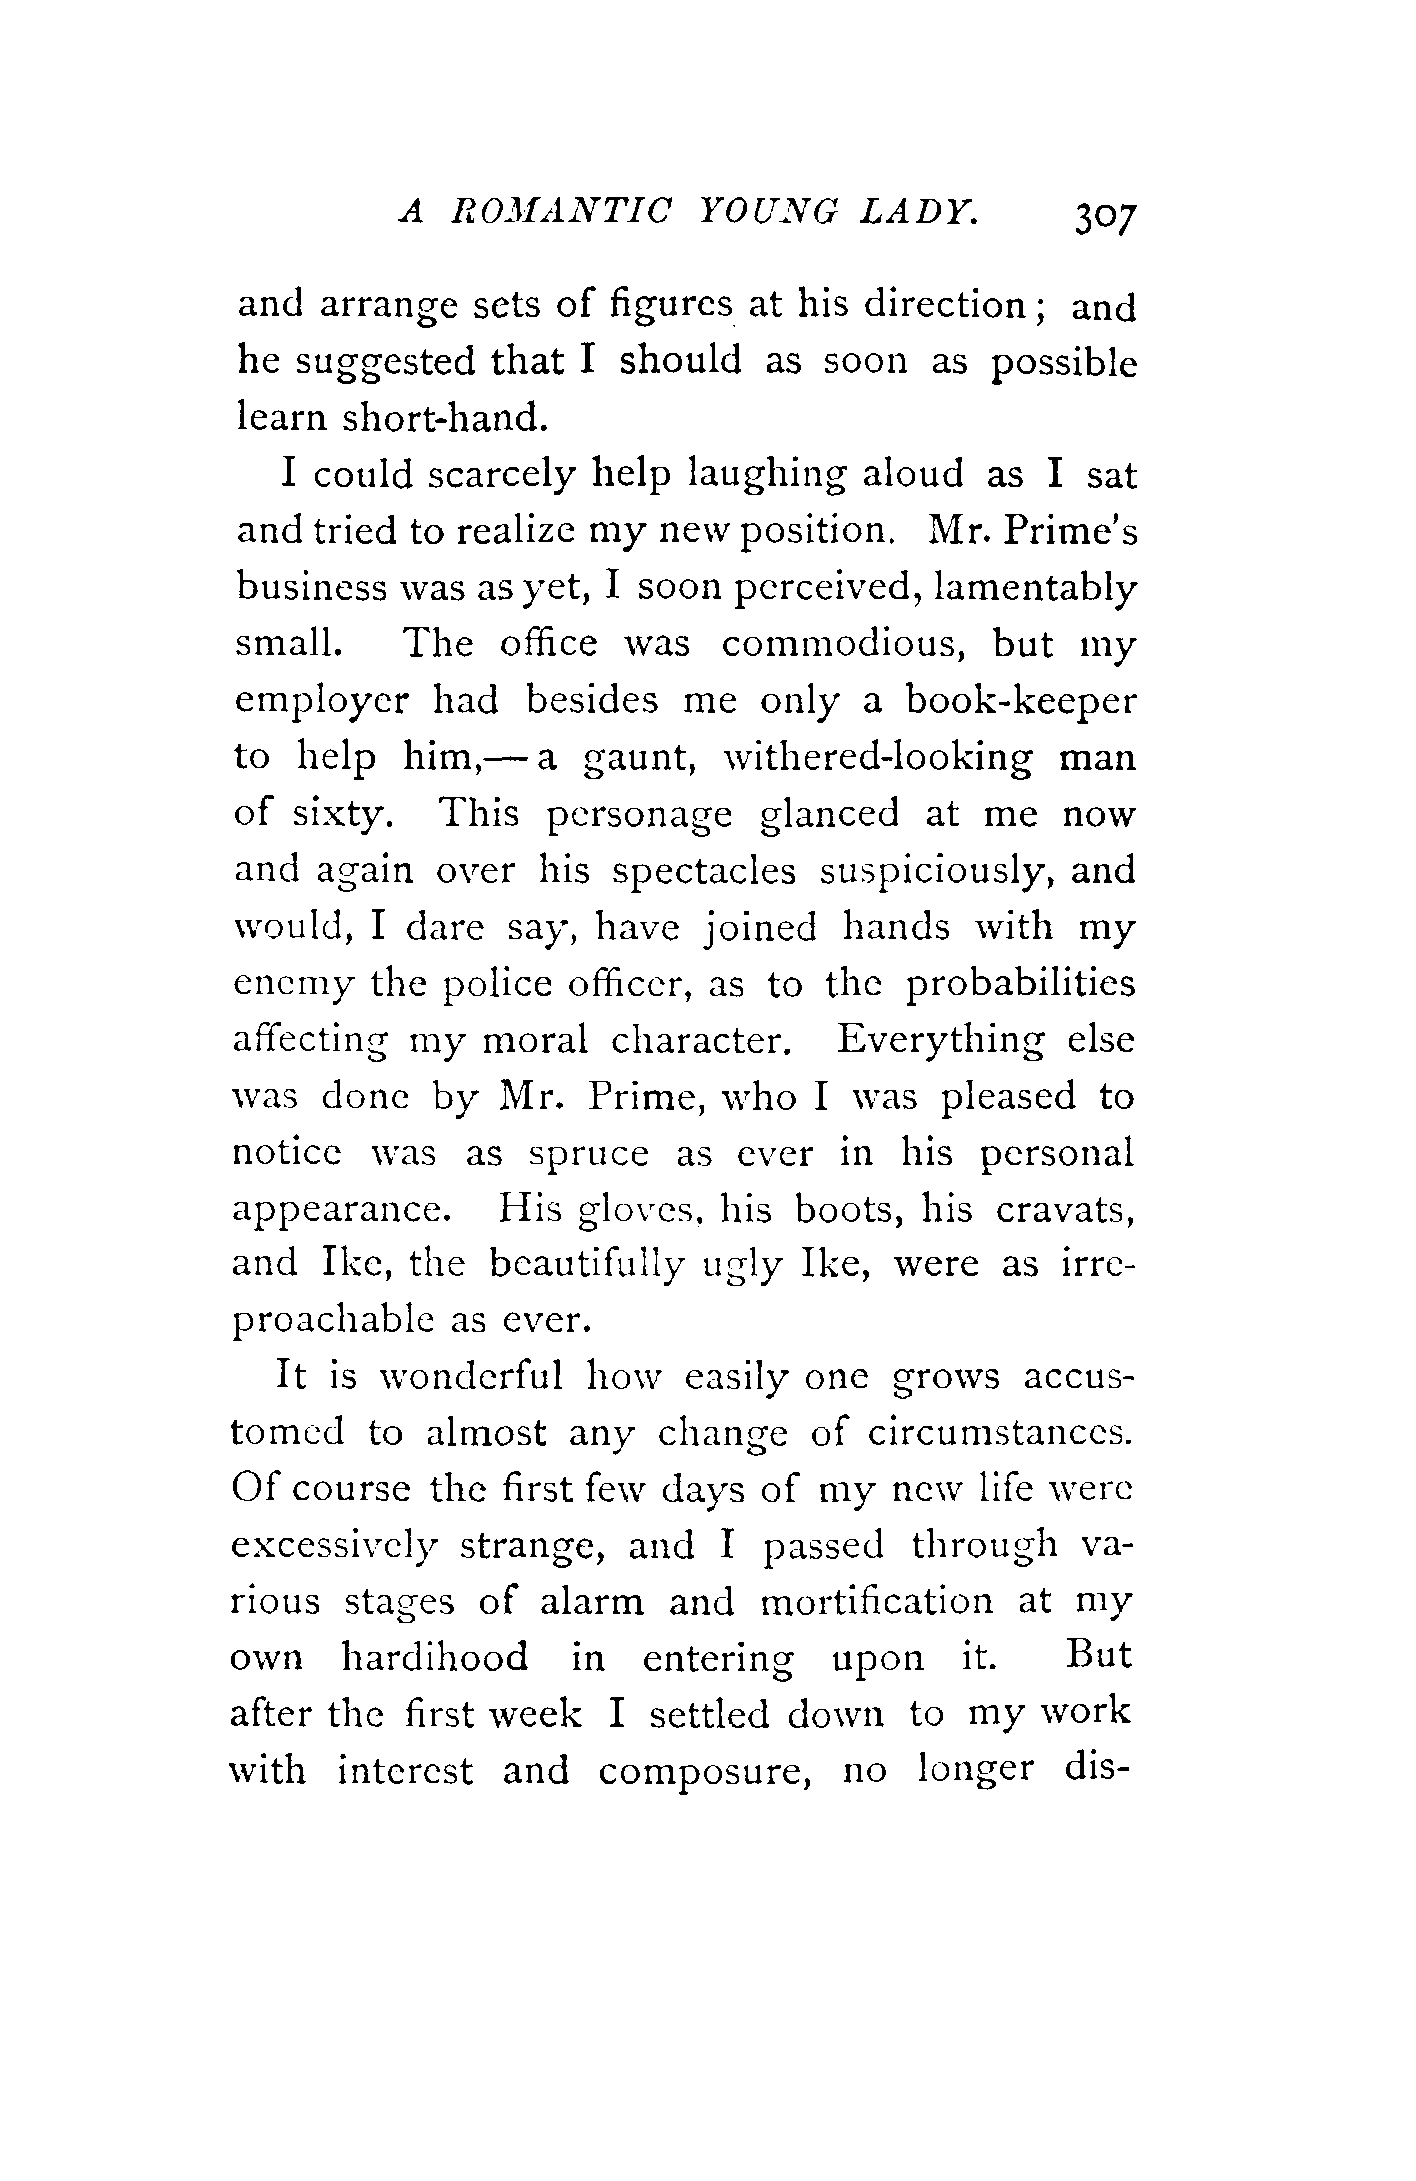 A ROMANTIC YOUNG LADY. 307
and arrange sets of figures at his direction; and
he suggested that I should as soon as possible
learn short-hand.
I could scarcely help laughing aloud as I sat
and tried to realize my new position. Mr. Prime's
business was as yet, I soon perceived, lamentably
small. The office was commodious, but my
employer had besides me only a book-keeper
to help him,— a gaunt, withered-looking man
of sixty. This personage glanced at me now
and again over his spectacles suspiciously, and
would, I dare say, have joined hands with my
enemy the police officer, as to the probabilities
affecting my moral character. Everything else
was done by Mr. Prime, who I was pleased to
notice was as spruce as ever in his personal
appearance. His gloves, his boots, his cravats,
and Ike, the beautifully ugly Ike, were as irre-
proachable as ever.
It is wonderful how easily one grows accus-
tomed to almost any change of circumstances.
Of course the first few days of my new life were
excessively strange, and I passed through va-
rious stages of alarm and mortification at my
own hardihood in entering upon it. But
after the first week I settled down to my work
with interest and composure, no longer dis-